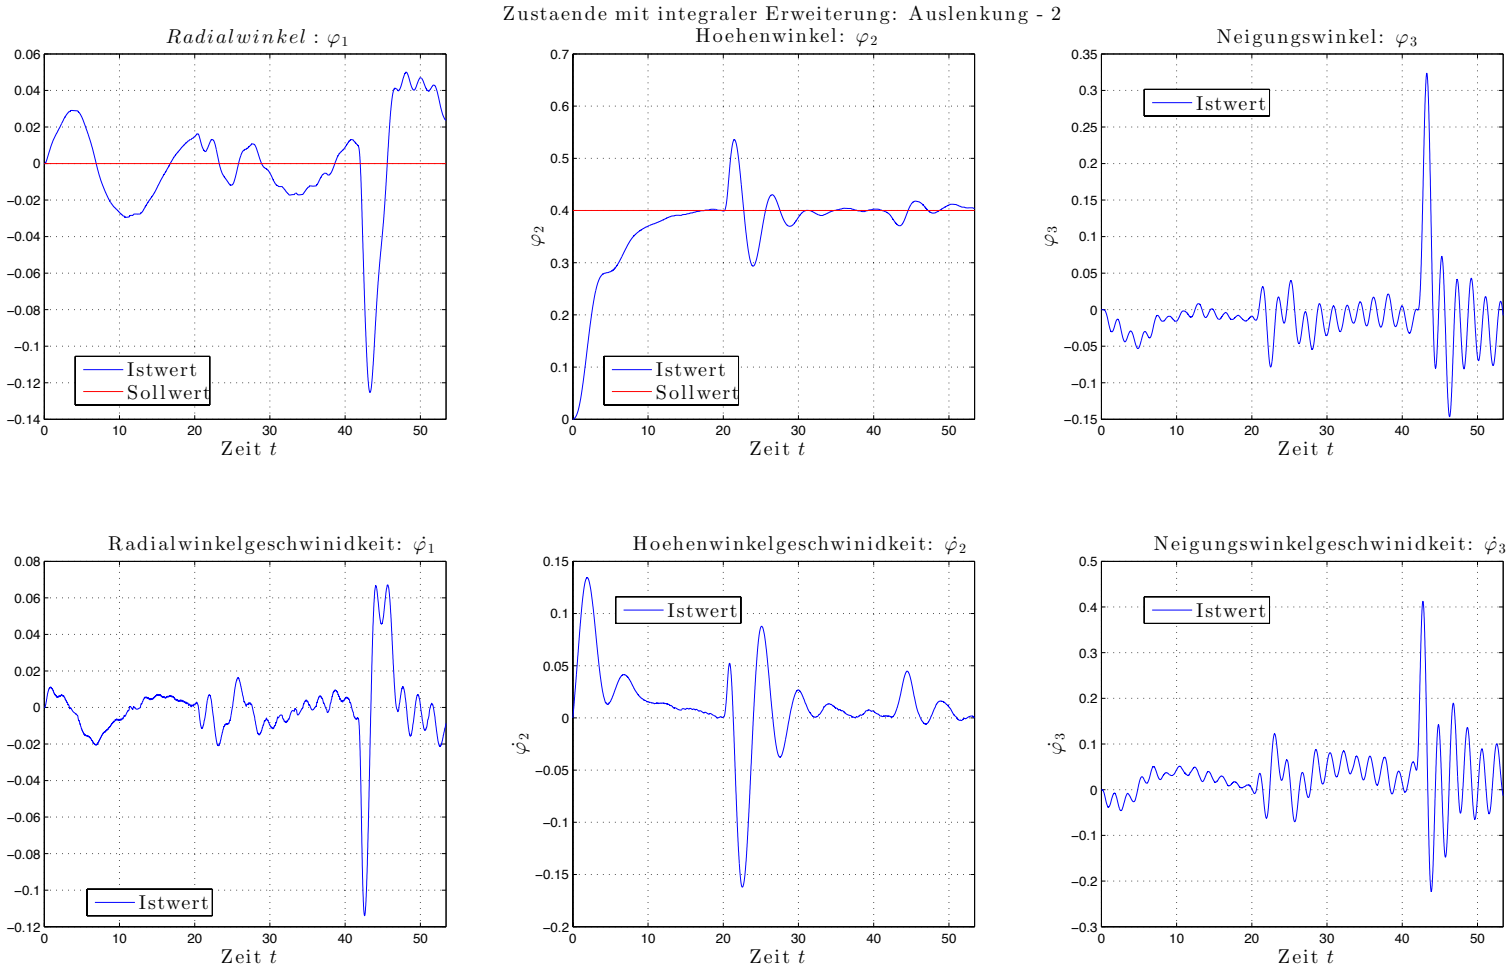 Zustaende mit integraler Erweiterung: Auslenkung - 2
Radialwinkel : φ₁
0.06
0.04
0.02
0
−0.02
−0.04
−0.06
−0.08
−0.1
−0.12
−0.14
Istwert
Sollwert
0 10 20 30 40 50
Zeit t
Hoehenwinkel: φ₂
φ₂
0.7
0.6
0.5
0.4
0.3
0.2
0.1
0
Istwert
Sollwert
0 10 20 30 40 50
Zeit t
Neigungswinkel: φ₃
φ₃
0.35
0.3
0.25
0.2
0.15
0.1
0.05
0
−0.05
−0.1
−0.15
Istwert
0 10 20 30 40 50
Zeit t
Radialwinkelgeschwinidkeit: φ̇₁
0.08
0.06
0.04
0.02
0
−0.02
−0.04
−0.06
−0.08
−0.1
−0.12
Istwert
0 10 20 30 40 50
Zeit t
Hoehenwinkelgeschwinidkeit: φ̇₂
φ̇₂
0.15
0.1
0.05
0
−0.05
−0.1
−0.15
−0.2
Istwert
0 10 20 30 40 50
Zeit t
Neigungswinkelgeschwinidkeit: φ̇₃
φ̇₃
0.5
0.4
0.3
0.2
0.1
0
−0.1
−0.2
−0.3
Istwert
0 10 20 30 40 50
Zeit t